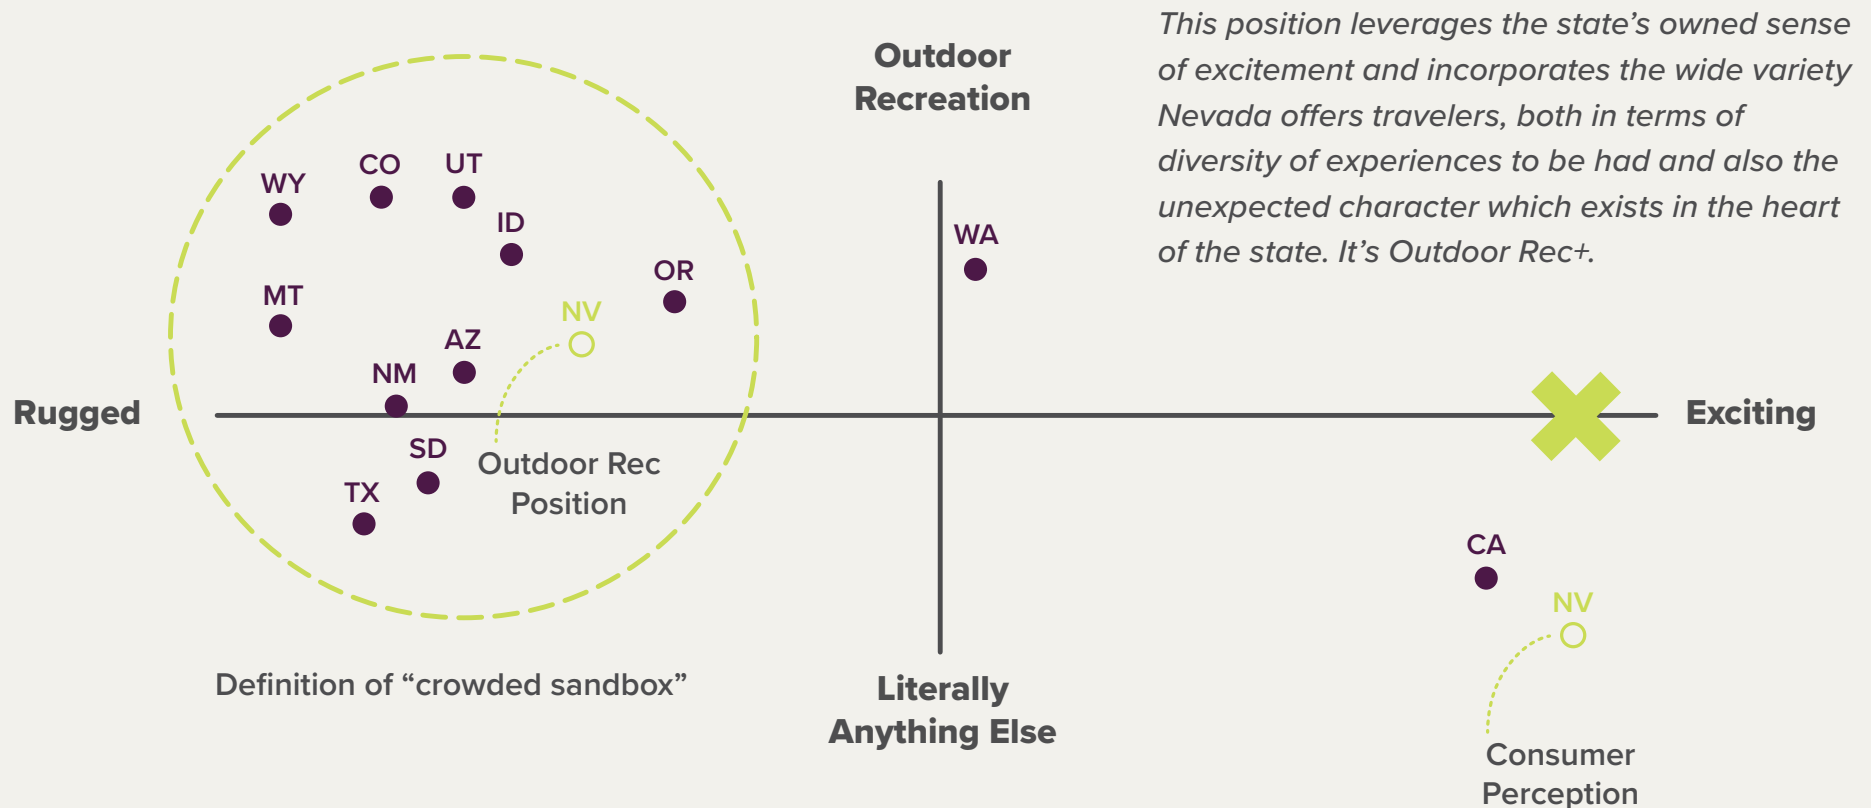 This position leverages the state’s owned sense
of excitement and incorporates the wide variety
Nevada offers travelers, both in terms of
diversity of experiences to be had and also the
unexpected character which exists in the heart
of the state. It’s Outdoor Rec+.
Outdoor
Recreation
WY
CO
UT
ID
OR
WA
MT
NV
AZ
NM
Rugged
Exciting
SD
TX
Outdoor Rec
Position
CA
NV
Definition of “crowded sandbox”
Literally
Anything Else
Consumer
Perception